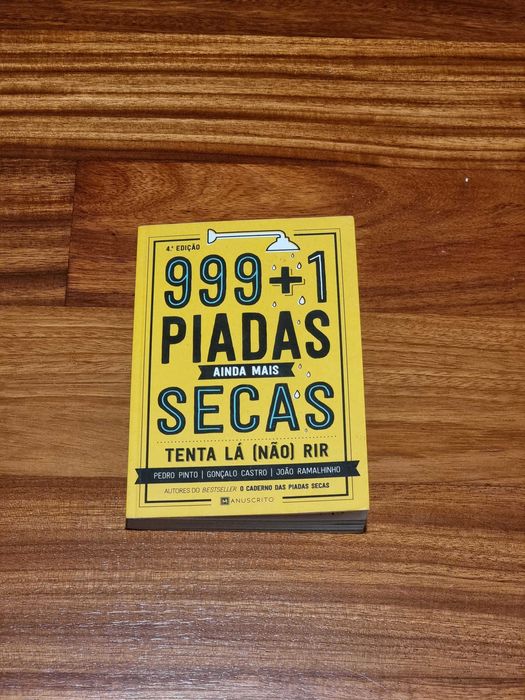 4.ª EDIÇÃO
999+1
PIADAS
AINDA MAIS
SECAS
TENTA LÁ (NÃO) RIR
PEDRO PINTO | GONÇALO CASTRO | JOÃO RAMALHINHO
AUTORES DO BESTSELLER O CADERNO DAS PIADAS SECAS
MANUSCRITO